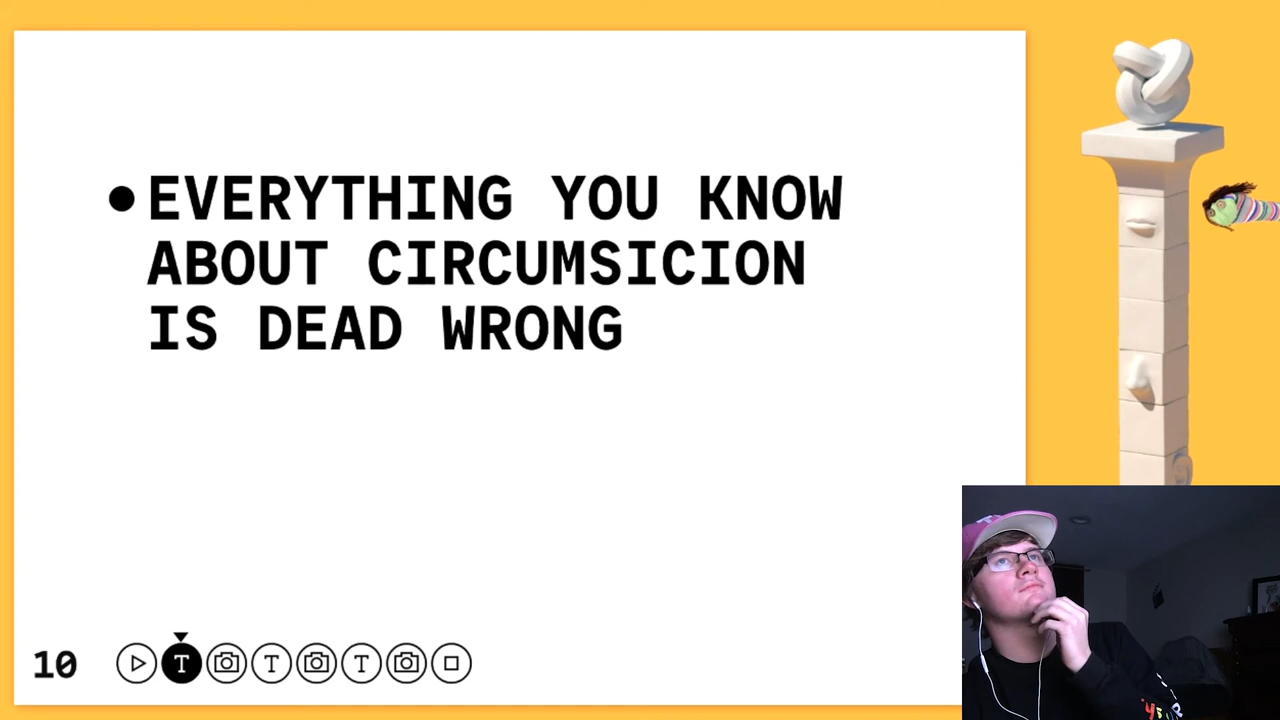 • EVERYTHING YOU KNOW
ABOUT CIRCUMSICION
IS DEAD WRONG
10
T T T